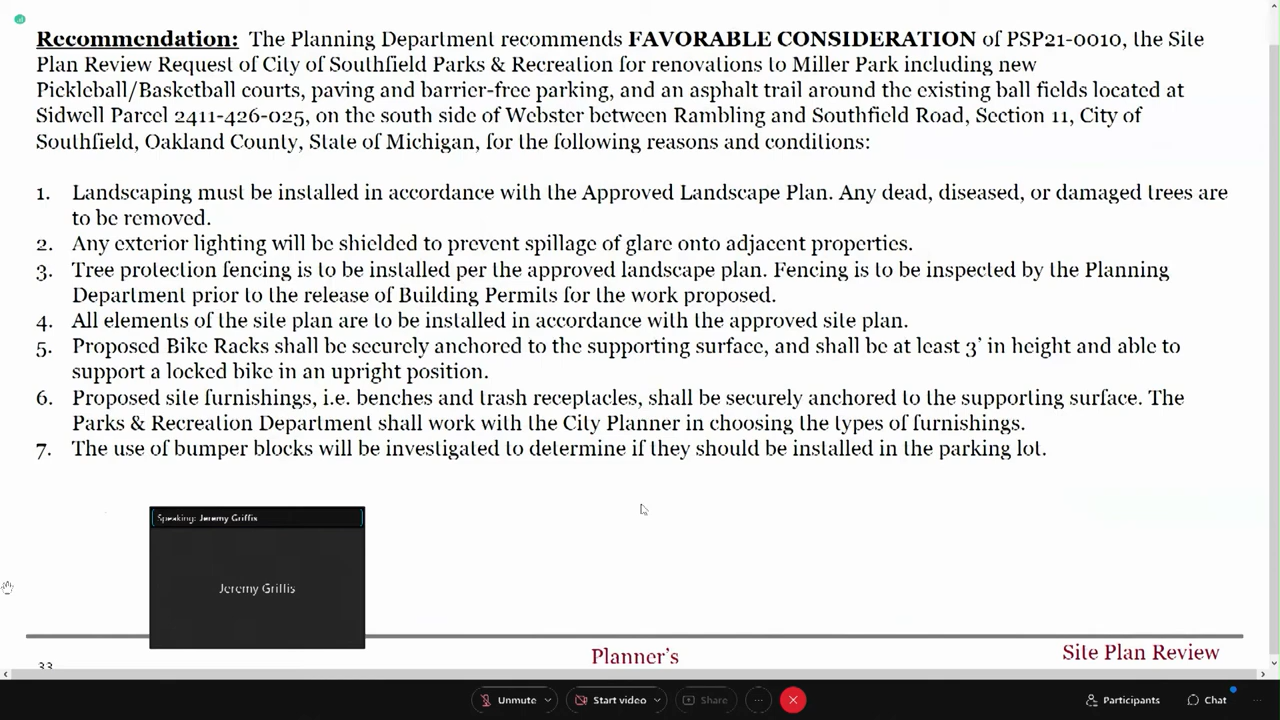 Recommendation: The Planning Department recommends FAVORABLE CONSIDERATION of PSP21-0010, the Site
Plan Review Request of City of Southfield Parks & Recreation for renovations to Miller Park including new
Pickleball/Basketball courts, paving and barrier-free parking, and an asphalt trail around the existing ball fields located at
Sidwell Parcel 2411-426-025, on the south side of Webster between Rambling and Southfield Road, Section 11, City of
Southfield, Oakland County, State of Michigan, for the following reasons and conditions:
1. Landscaping must be installed in accordance with the Approved Landscape Plan. Any dead, diseased, or damaged trees are
to be removed.
2. Any exterior lighting will be shielded to prevent spillage of glare onto adjacent properties.
3. Tree protection fencing is to be installed per the approved landscape plan. Fencing is to be inspected by the Planning
Department prior to the release of Building Permits for the work proposed.
4. All elements of the site plan are to be installed in accordance with the approved site plan.
5. Proposed Bike Racks shall be securely anchored to the supporting surface, and shall be at least 3' in height and able to
support a locked bike in an upright position.
6. Proposed site furnishings, i.e. benches and trash receptacles, shall be securely anchored to the supporting surface. The
Parks & Recreation Department shall work with the City Planner in choosing the types of furnishings.
7. The use of bumper blocks will be investigated to determine if they should be installed in the parking lot.
Speaking: Jeremy Griffis
Jeremy Griffis
33
Planner's
Site Plan Review
Unmute
Start video
Share
Participants
Chat